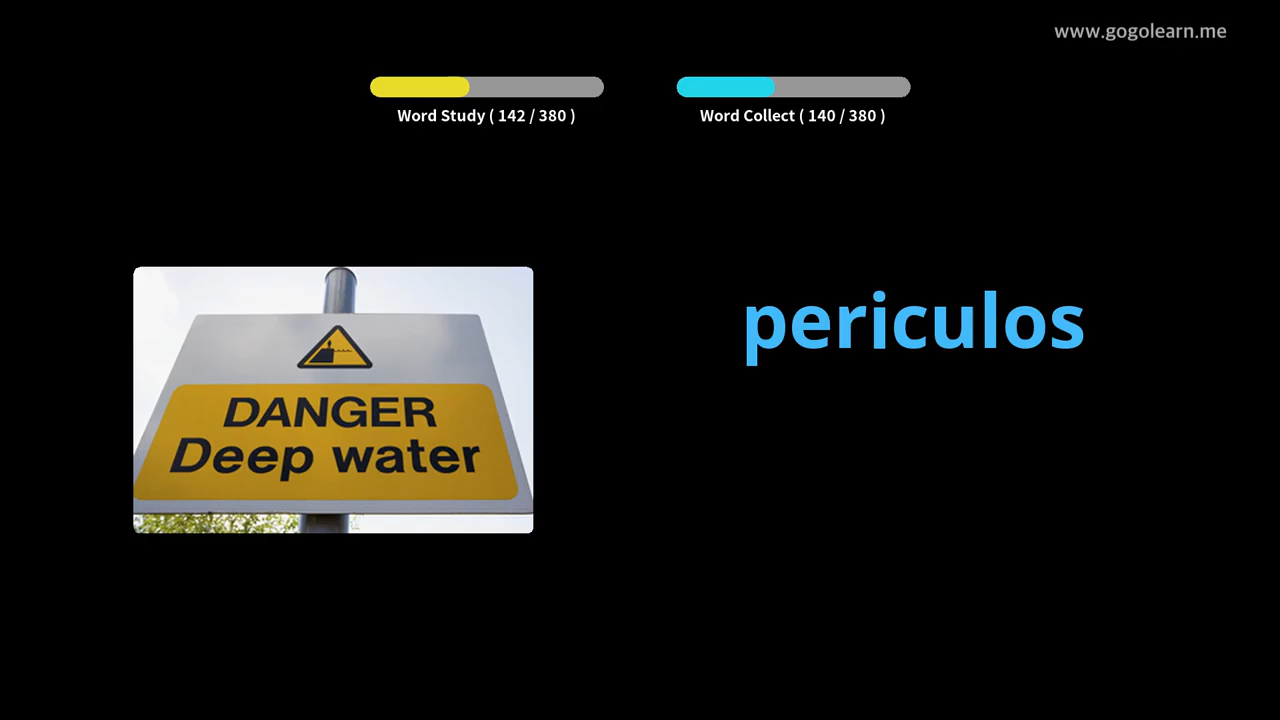 www.gogolearn.me
Word Study ( 142 / 380 )
Word Collect ( 140 / 380 )
periculos
DANGER
Deep water